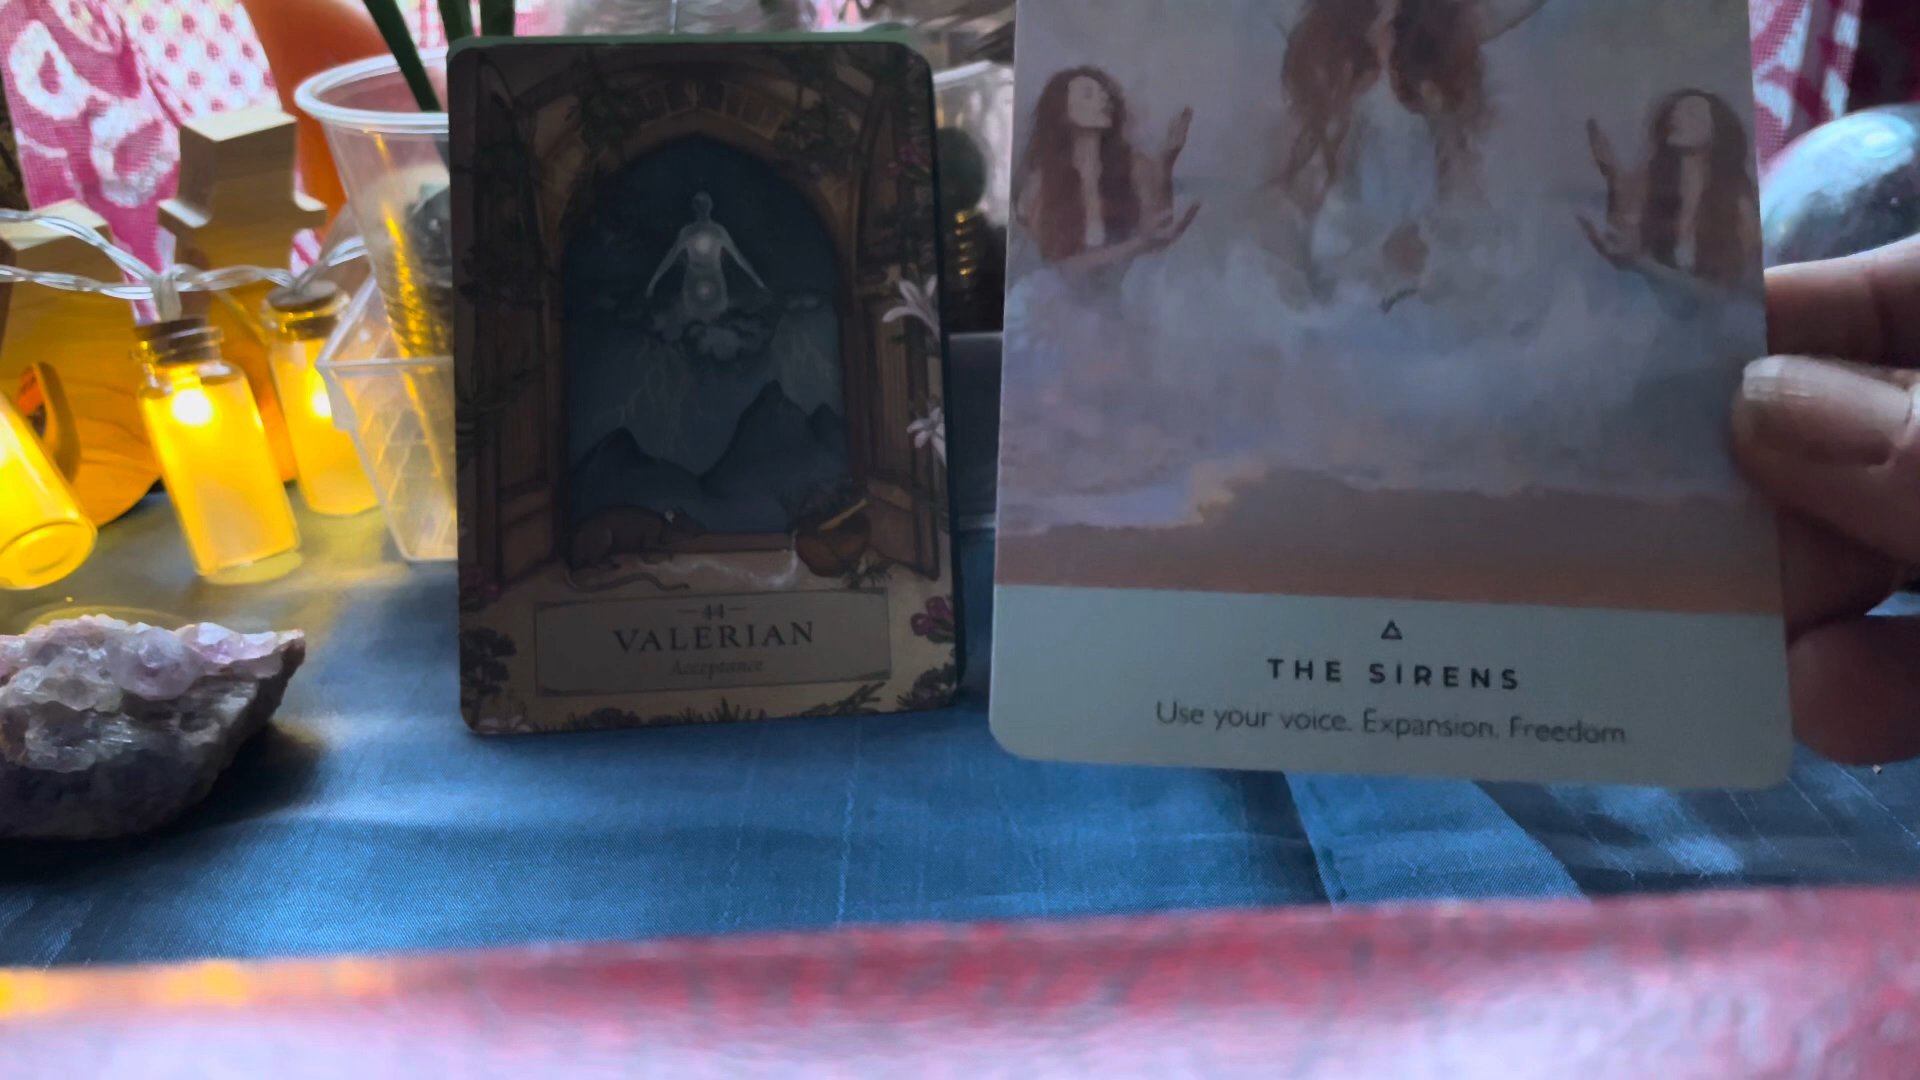 44
VALERIAN
Acceptance
THE SIRENS
Use your voice. Expansion. Freedom